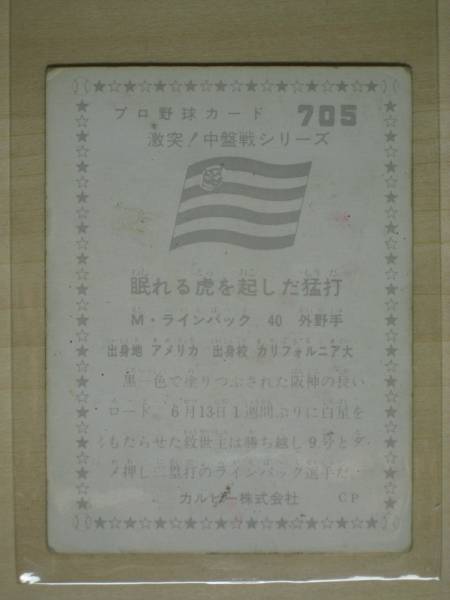 プロ野球カード 705
激突！中盤戦シリーズ
眠れる虎を起しだ猛打
M・ラインバック 40 外野手
出身地 アメリカ 出身校 カリフォルニア大
黒一色で塗りつぶされた阪神の長い
ロード。6月13日1週間ぶりに白星を
もたらせた救世主は勝ち越し9号とダ
メ押し二塁打のラインバック選手だ。
カルビー株式会社 CP